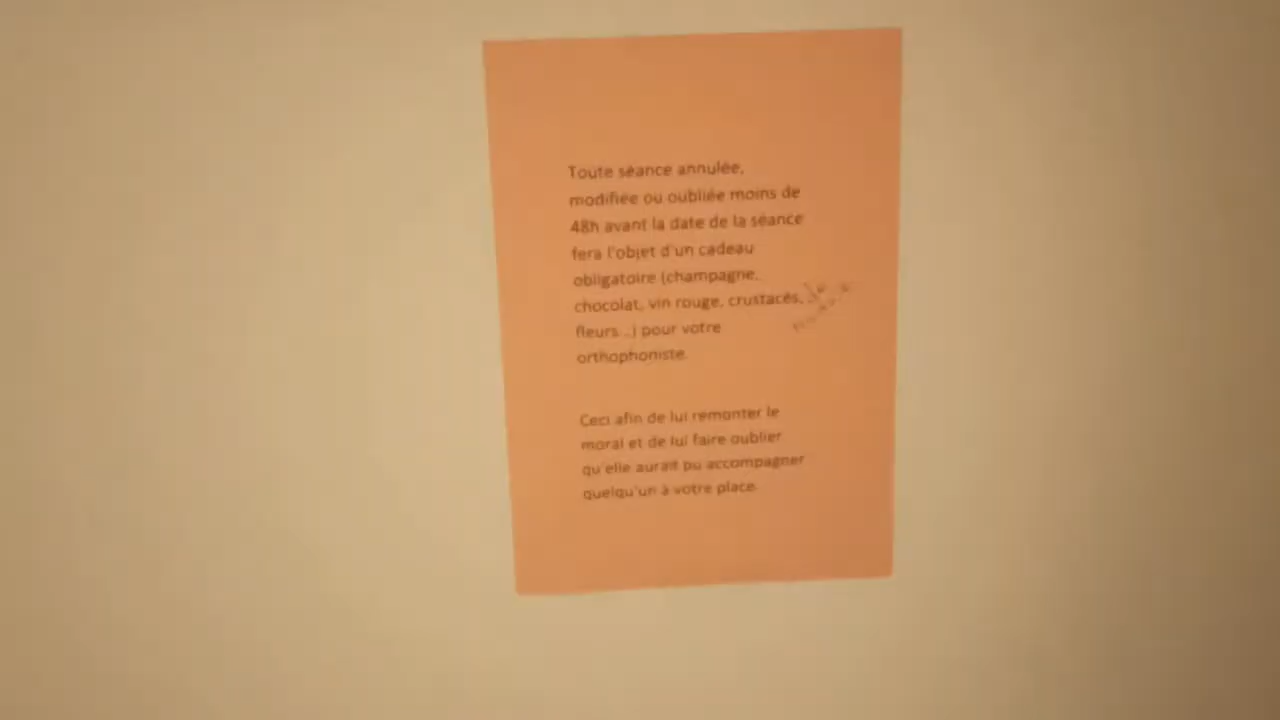 Toute séance annulée,
modifiée ou oubliée moins de
48h avant la date de la séance
fera l'objet d'un cadeau
obligatoire (champagne,
chocolat, vin rouge, crustacés,
fleurs...) pour votre
orthophoniste.
Ceci afin de lui remonter le
moral et de lui faire oublier
qu'elle aurait pu accompagner
quelqu'un à votre place.